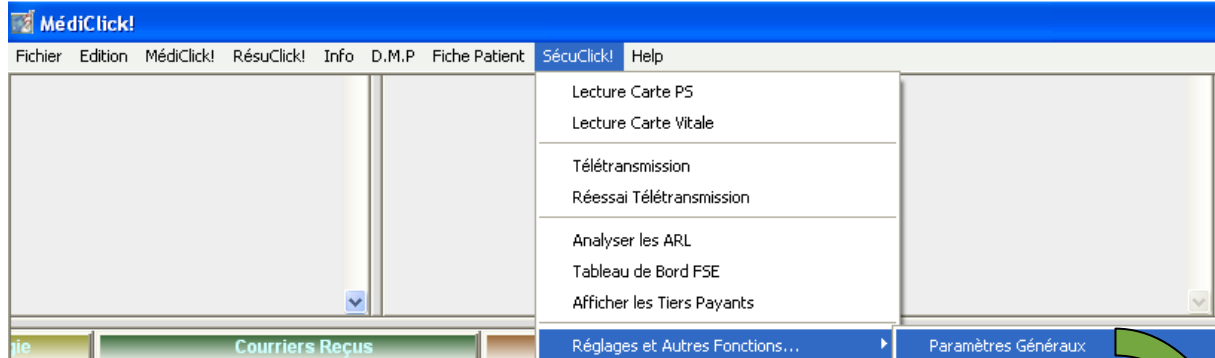 MédiClick!
Fichier Edition MédiClick! RésuClick! Info D.M.P Fiche Patient SécuClick! Help
Lecture Carte PS
Lecture Carte Vitale
Télétransmission
Réessai Télétransmission
Analyser les ARL
Tableau de Bord FSE
Afficher les Tiers Payants
Réglages et Autres Fonctions... Paramètres Généraux
gie Courriers Reçus